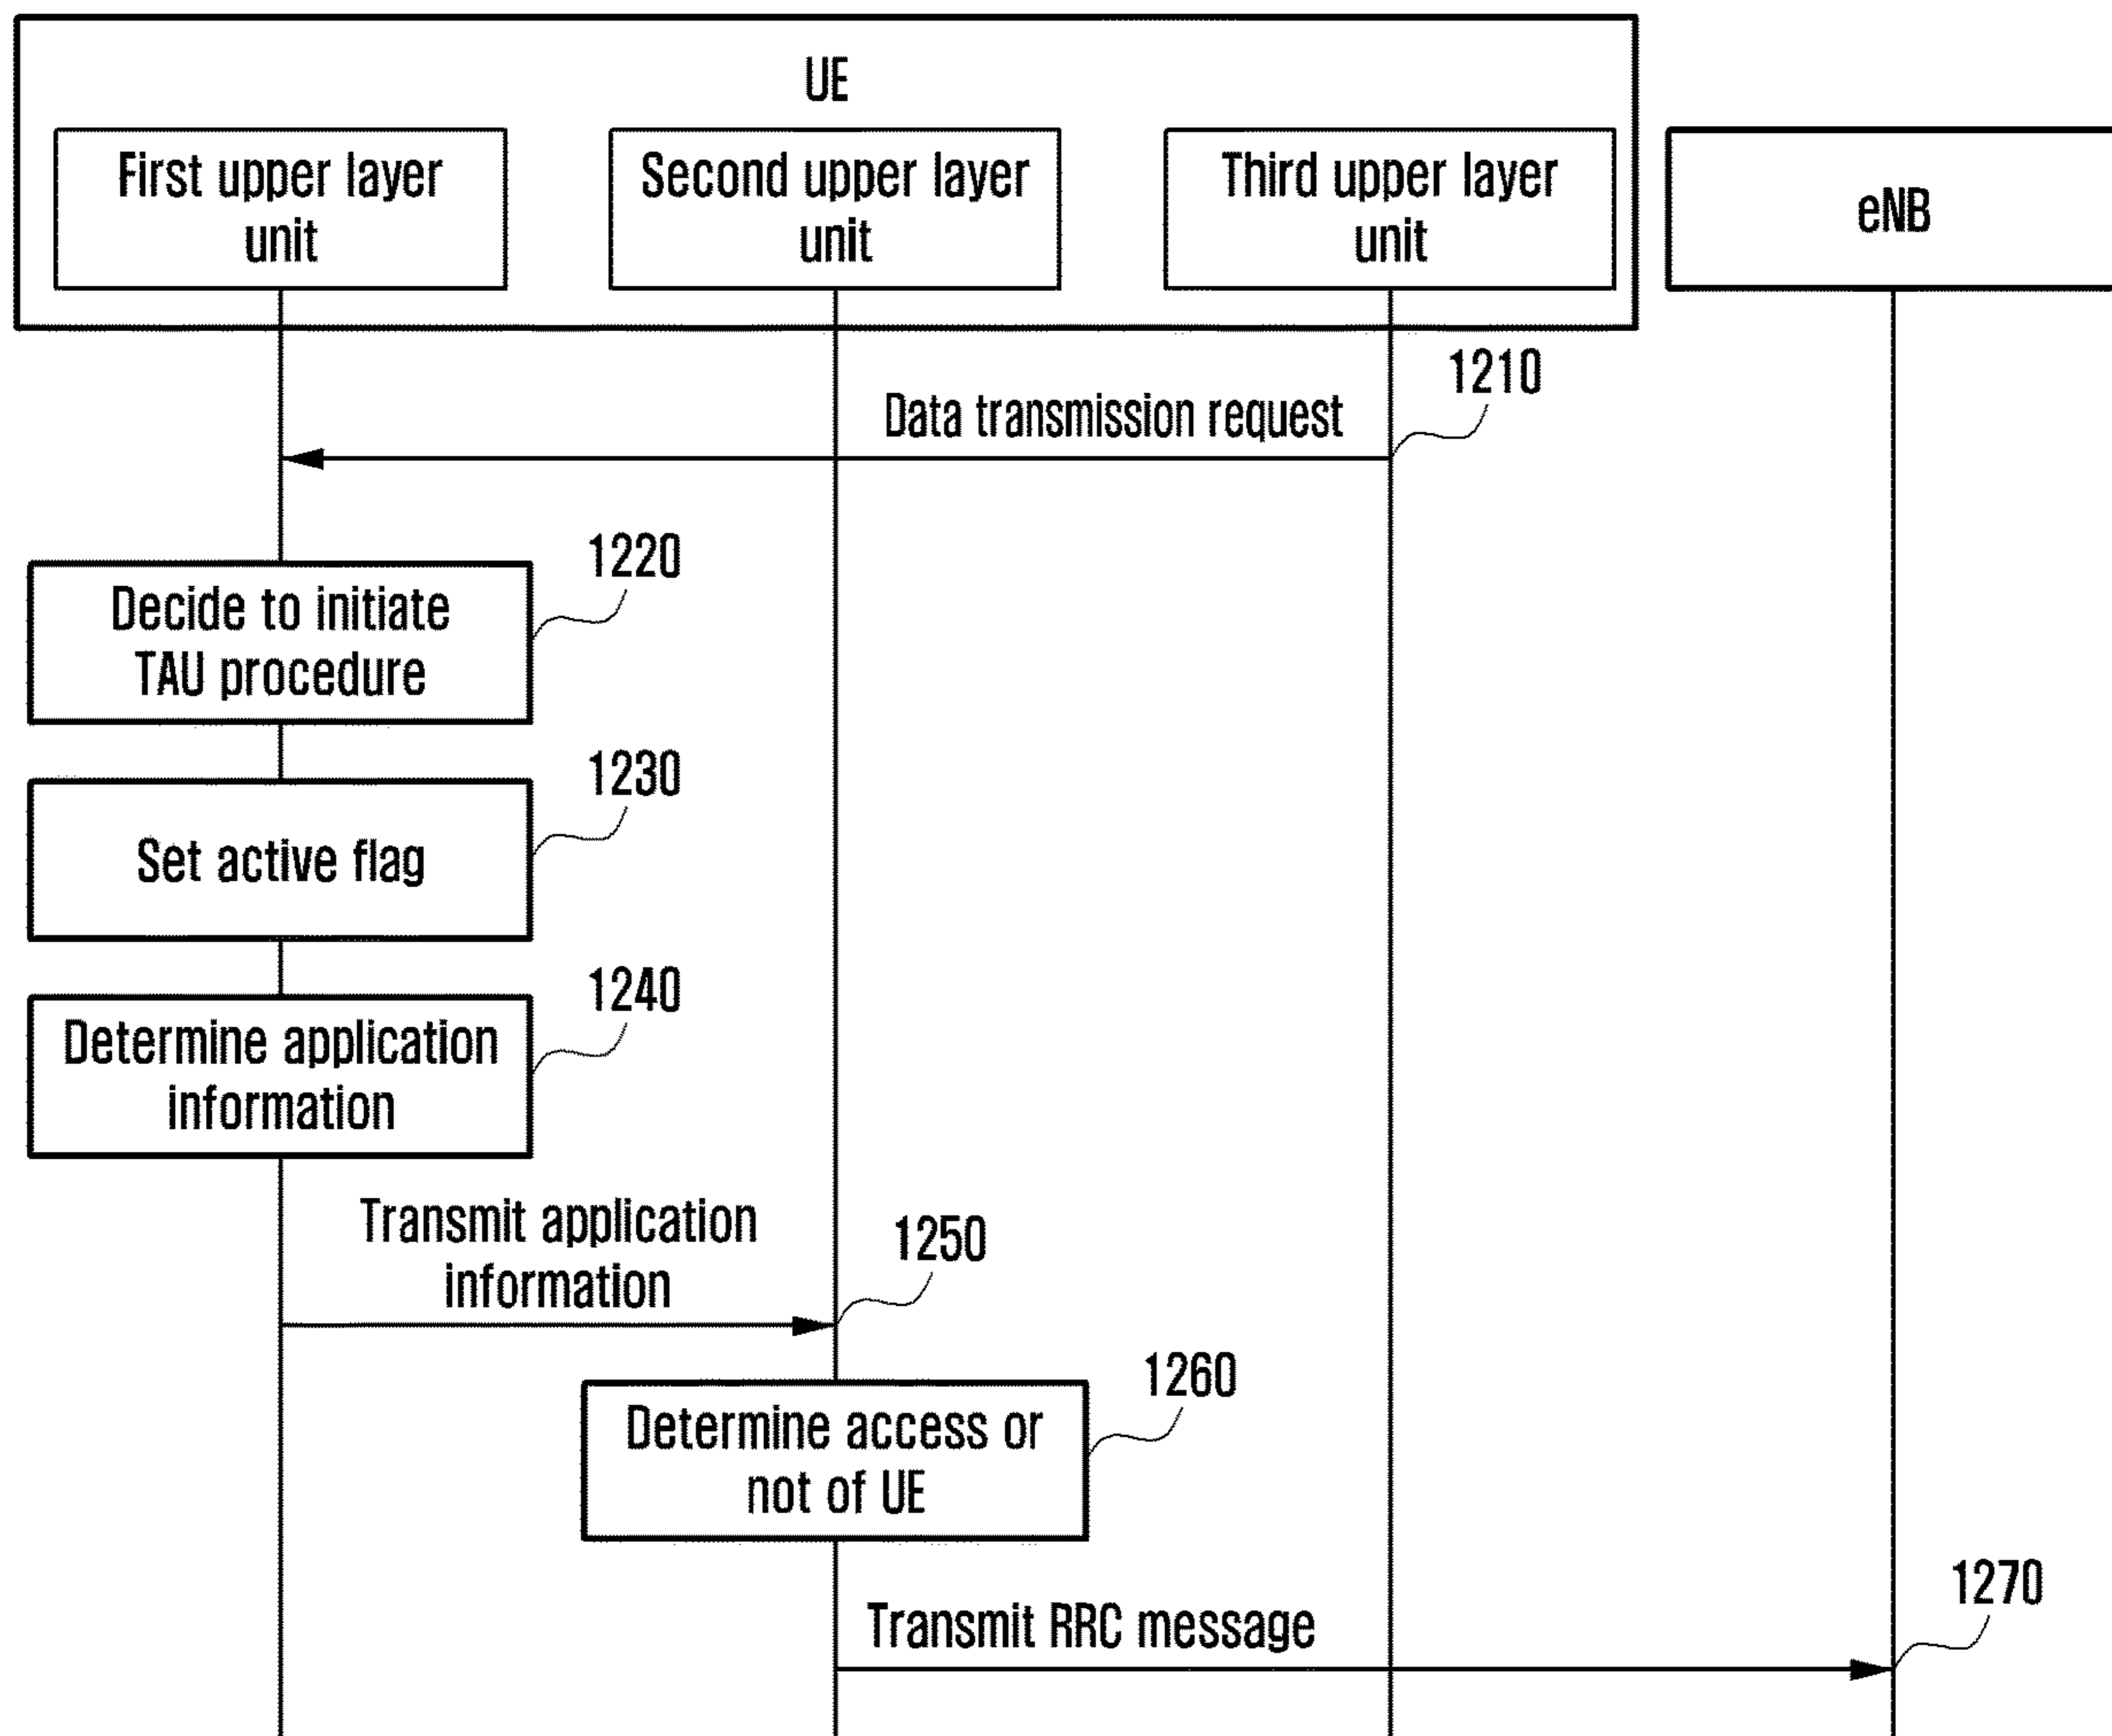 UE
First upper layer
unit
Second upper layer
unit
Third upper layer
unit
eNB
1210
Data transmission request
1220
Decide to initiate
TAU procedure
1230
Set active flag
1240
Determine application
information
Transmit application
information
1250
1260
Determine access or
not of UE
1270
Transmit RRC message